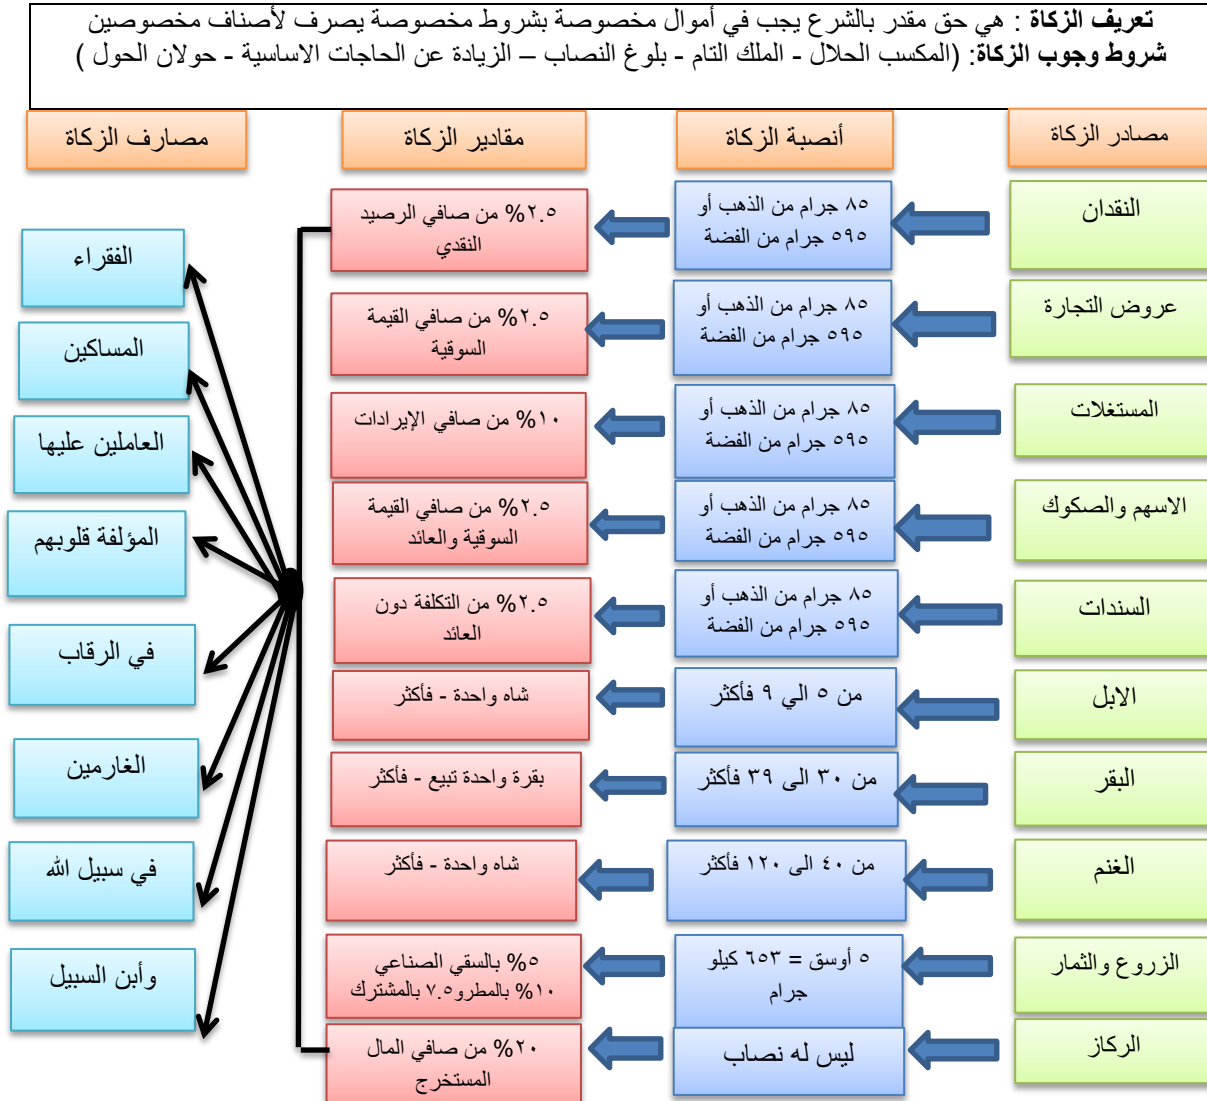 تعريف الزكاة : هي حق مقدر بالشرع يجب في أموال مخصوصة بشروط مخصوصة يصرف لأصناف مخصوصين
شروط وجوب الزكاة: (المكسب الحلال - الملك التام - بلوغ النصاب – الزيادة عن الحاجات الاساسية - حولان الحول )
مصادر الزكاة
أنصبة الزكاة
مقادير الزكاة
مصارف الزكاة
النقدان
٨٥ جرام من الذهب أو
٥٩٥ جرام من الفضة
٢.٥% من صافي الرصيد
النقدي
عروض التجارة
٨٥ جرام من الذهب أو
٥٩٥ جرام من الفضة
٢.٥% من صافي القيمة
السوقية
المستغلات
٨٥ جرام من الذهب أو
٥٩٥ جرام من الفضة
١٠% من صافي الإيرادات
الاسهم والصكوك
٨٥ جرام من الذهب أو
٥٩٥ جرام من الفضة
٢.٥% من صافي القيمة
السوقية والعائد
السندات
٨٥ جرام من الذهب أو
٥٩٥ جرام من الفضة
٢.٥% من التكلفة دون
العائد
الابل
من ٥ الي ٩ فأكثر
شاه واحدة - فأكثر
البقر
من ٣٠ الى ٣٩ فأكثر
بقرة واحدة تبيع - فأكثر
الغنم
من ٤٠ الى ١٢٠ فأكثر
شاه واحدة - فأكثر
الزروع والثمار
٥ أوسق = ٦٥٣ كيلو
جرام
٥% بالسقي الصناعي
١٠% بالمطرو٧.٥ بالمشترك
الركاز
ليس له نصاب
٢٠% من صافي المال
المستخرج
الفقراء
المساكين
العاملين عليها
المؤلفة قلوبهم
في الرقاب
الغارمين
في سبيل الله
وأبن السبيل